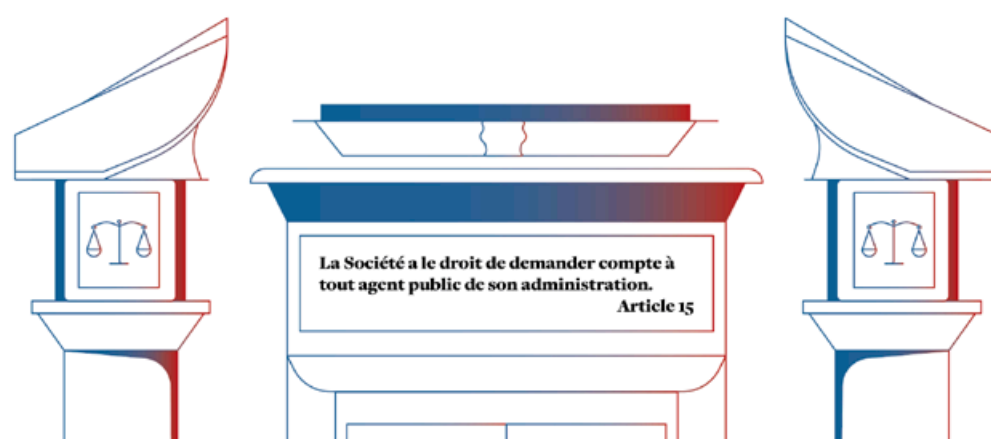 La Société a le droit de demander compte à
tout agent public de son administration.
Article 15